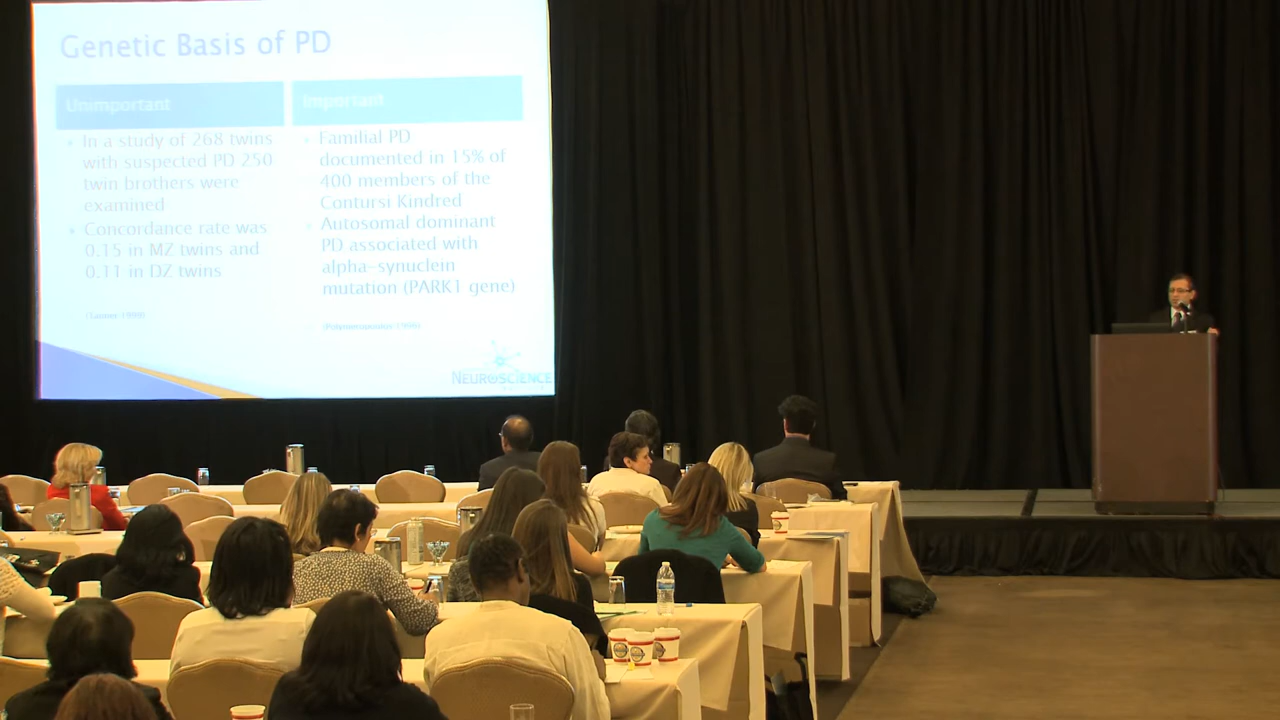 Genetic Basis of PD
Unimportant
In a study of 268 twins
with suspected PD 250
twin brothers were
examined
Concordance rate was
0.15 in MZ twins and
0.11 in DZ twins
(Tanner 1999)
Important
Familial PD
documented in 15% of
400 members of the
Contursi Kindred
Autosomal dominant
PD associated with
alpha-synuclein
mutation (PARK1 gene)
NEUROSCIENCE